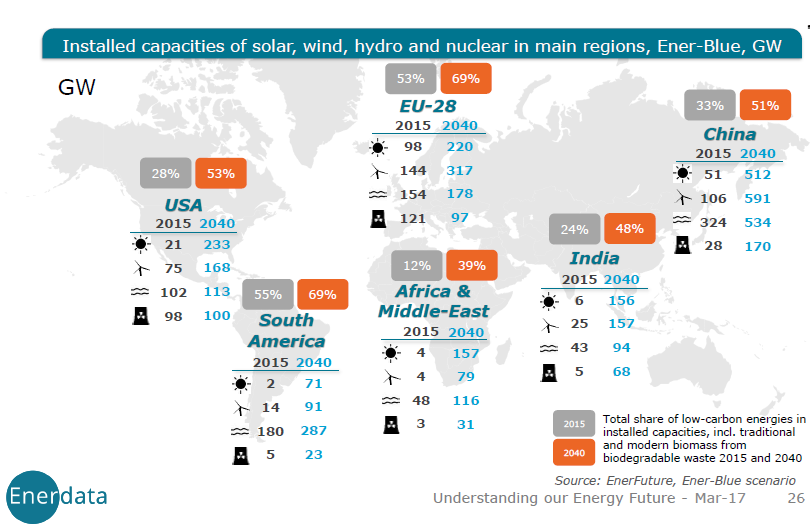 Installed capacities of solar, wind, hydro and nuclear in main regions, Ener-Blue, GW
GW
53% 69%
EU-28
2015 2040
98 220
144 317
154 178
121 97
33% 51%
China
2015 2040
51 512
106 591
324 534
28 170
28% 53%
USA
2015 2040
21 233
75 168
102 113
98 100
24% 48%
India
2015 2040
6 156
25 157
43 94
5 68
12% 39%
Africa &
Middle-East
2015 2040
4 157
4 79
48 116
3 31
55% 69%
South
America
2015 2040
2 71
14 91
180 287
5 23
2015
2040
Total share of low-carbon energies in
installed capacities, incl. traditional
and modern biomass from
biodegradable waste 2015 and 2040
Source: EnerFuture, Ener-Blue scenario
Enerdata
Understanding our Energy Future - Mar-17 26